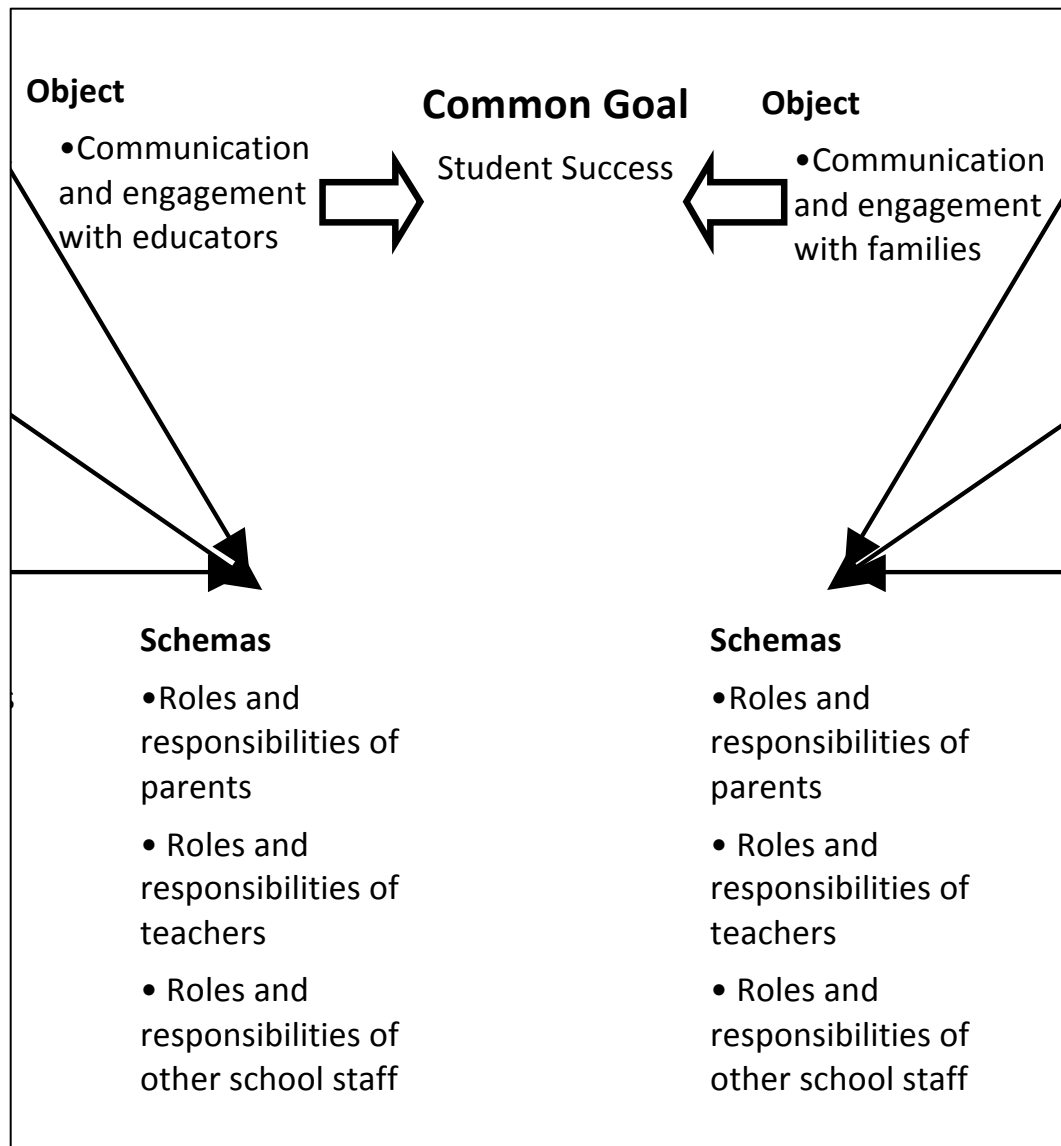 Object
•Communication
and engagement
with educators
Common Goal
Student Success
Object
•Communication
and engagement
with families
Schemas
•Roles and
responsibilities of
parents
• Roles and
responsibilities of
teachers
• Roles and
responsibilities of
other school staff
Schemas
•Roles and
responsibilities of
parents
• Roles and
responsibilities of
teachers
• Roles and
responsibilities of
other school staff